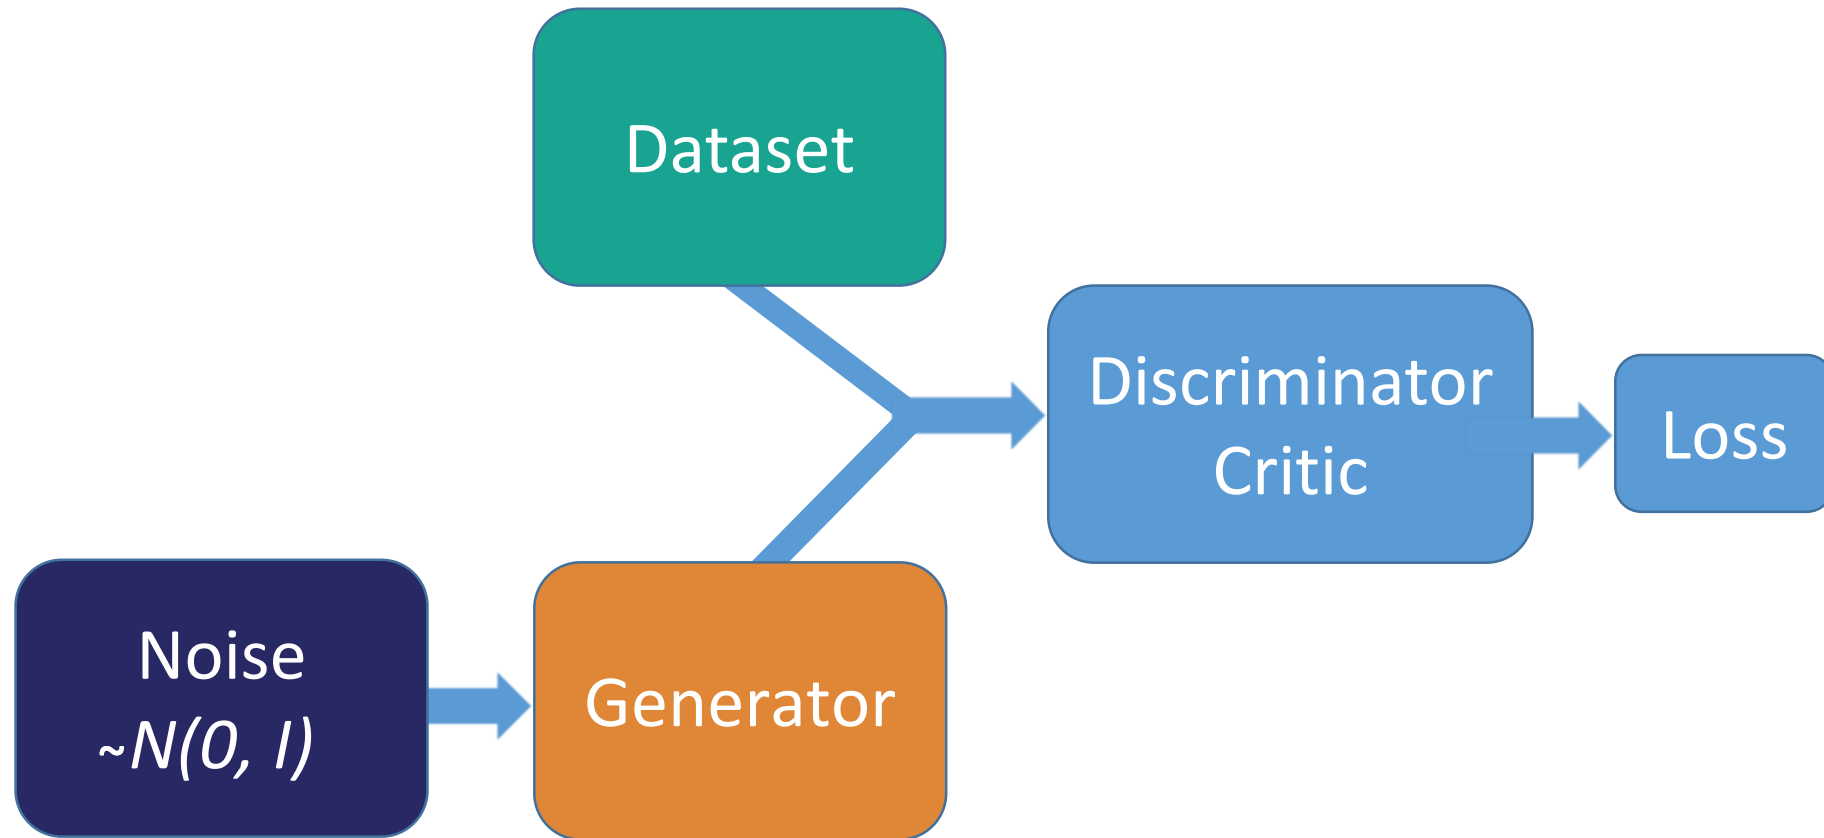 Dataset
Discriminator
Critic
Loss
Noise
~N(0, I)
Generator